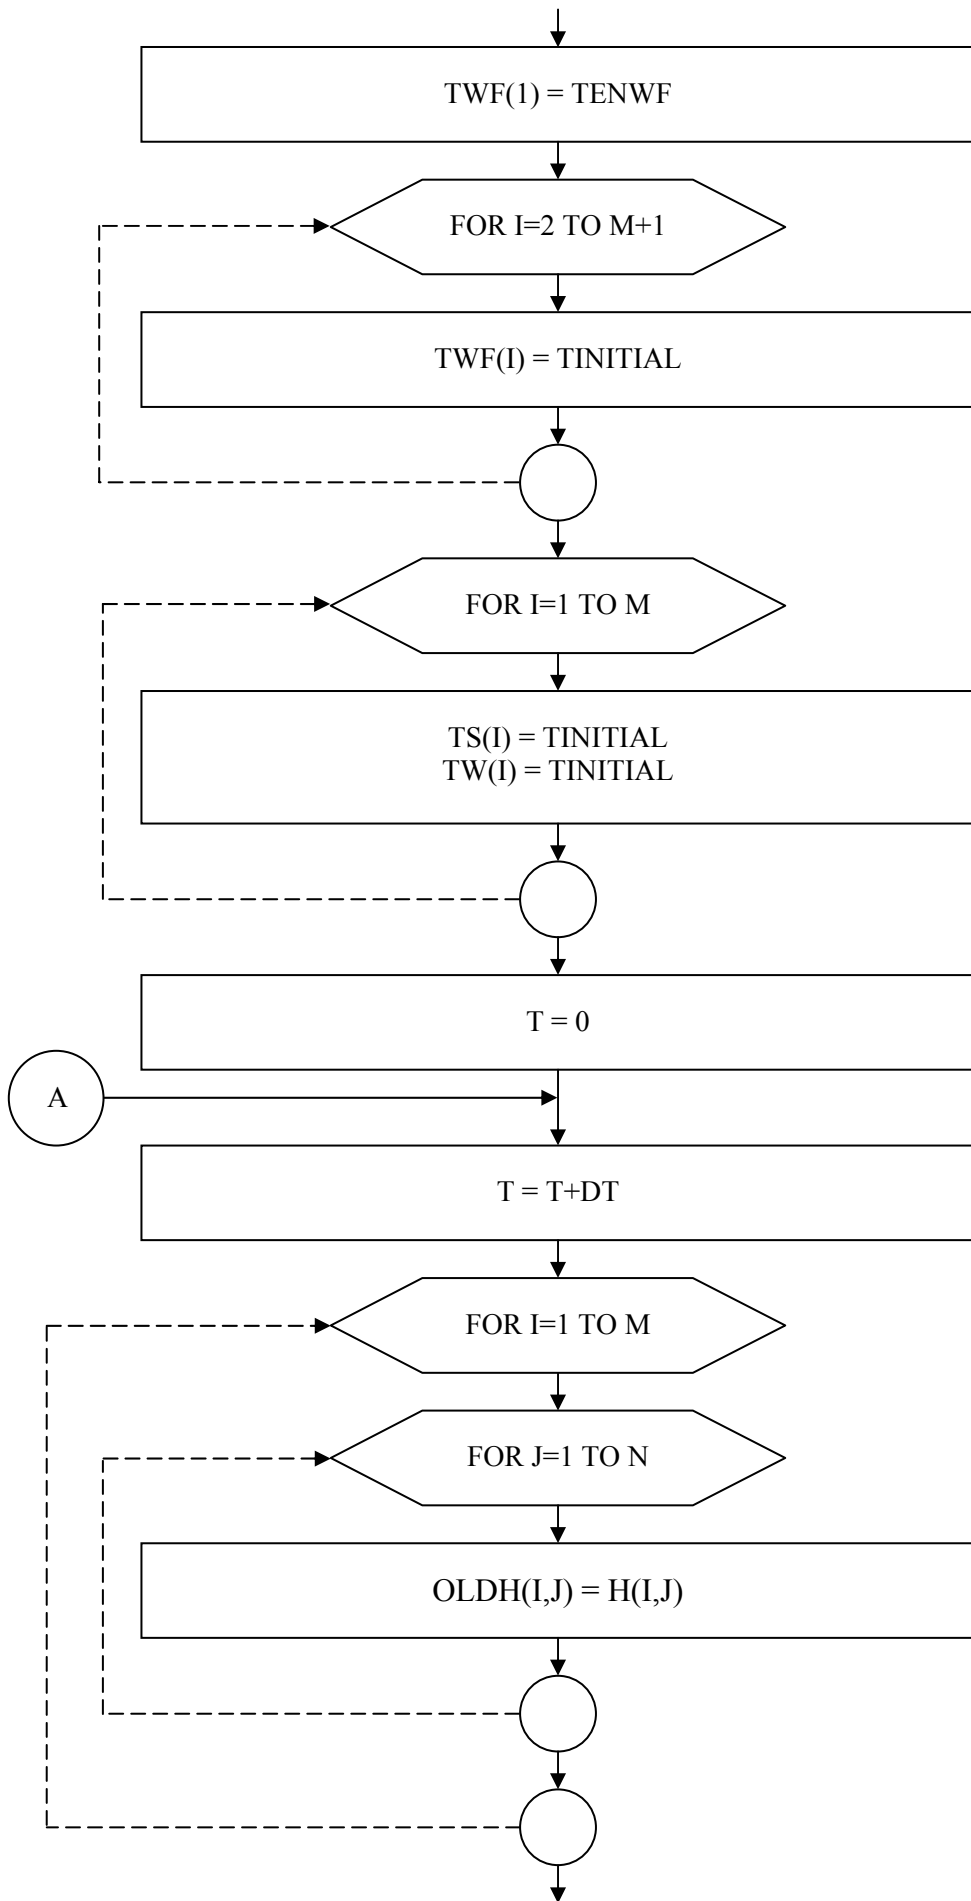 TWF(1) = TENWF
FOR I=2 TO M+1
TWF(I) = TINITIAL
FOR I=1 TO M
TS(I) = TINITIAL
TW(I) = TINITIAL
T = 0
A
T = T+DT
FOR I=1 TO M
FOR J=1 TO N
OLDH(I,J) = H(I,J)